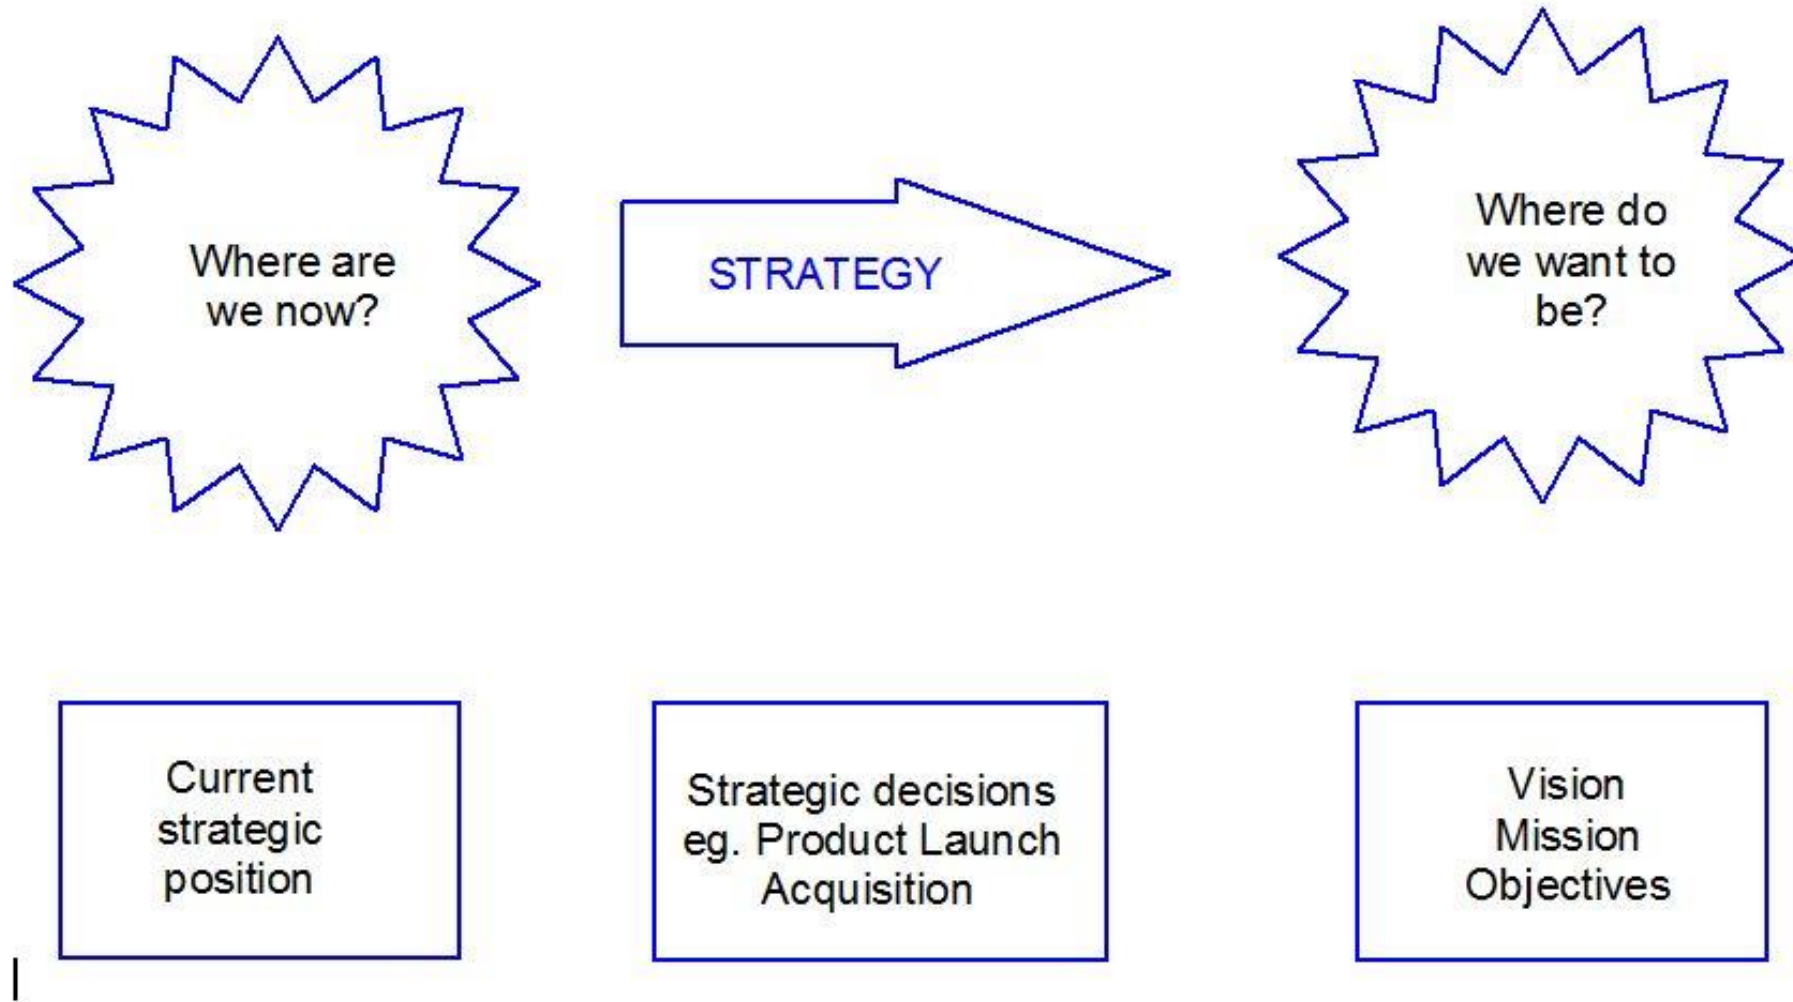 Where are
we now?
STRATEGY
Where do
we want to
be?
Current
strategic
position
Strategic decisions
eg. Product Launch
Acquisition
Vision
Mission
Objectives